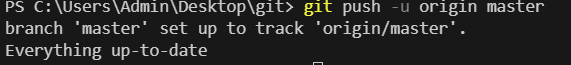 PS C:\Users\Admin\Desktop\git> git push -u origin master
branch 'master' set up to track 'origin/master'.
Everything up-to-date